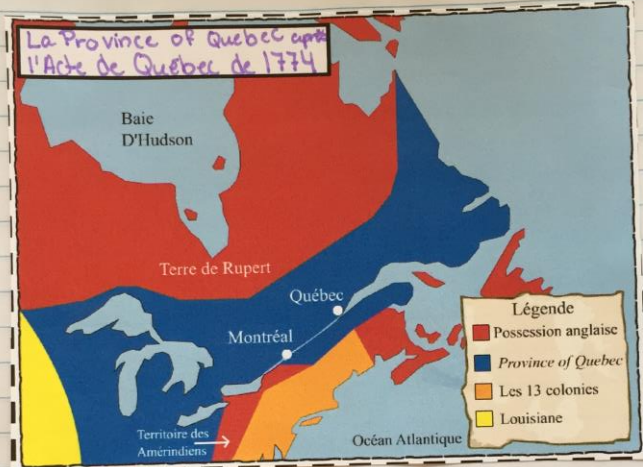 La Province of Quebec après
l'Acte de Québec de 1774
Baie
D'Hudson
Terre de Rupert
Québec
Montréal
Territoire des
Amérindiens
Océan Atlantique
Légende
Possession anglaise
Province of Quebec
Les 13 colonies
Louisiane